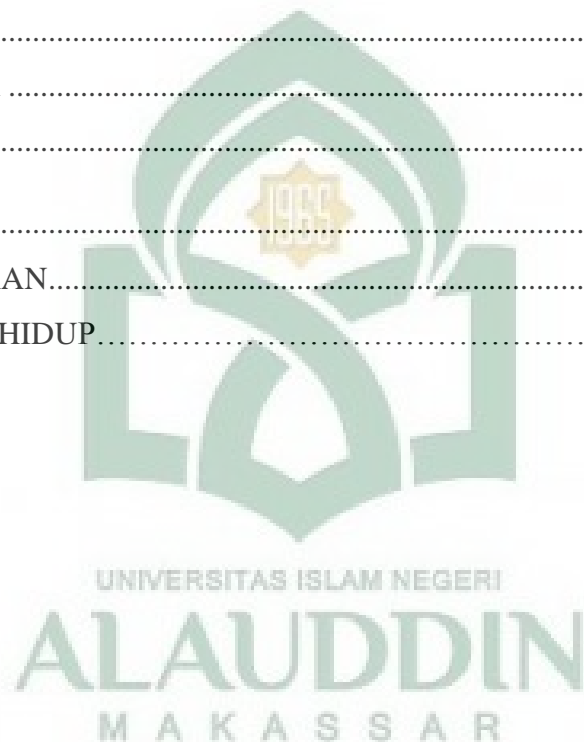 ................................................................
................................................................
................................................................
1965
................................................................
AN................................................................
HIDUP................................................................
UNIVERSITAS ISLAM NEGERI
ALAUDDIN
MAKASSAR